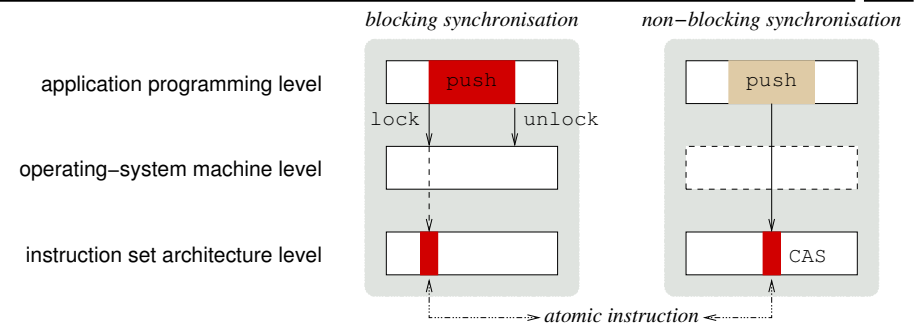 blocking synchronisation
non−blocking synchronisation
application programming level
push
push
lock
unlock
operating−system machine level
instruction set architecture level
CAS
atomic instruction